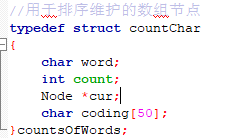 //用于排序维护的数组节点
typedef struct countChar
{
char word;
int count;
Node *cur;
char coding[50];
}countsOfWords;